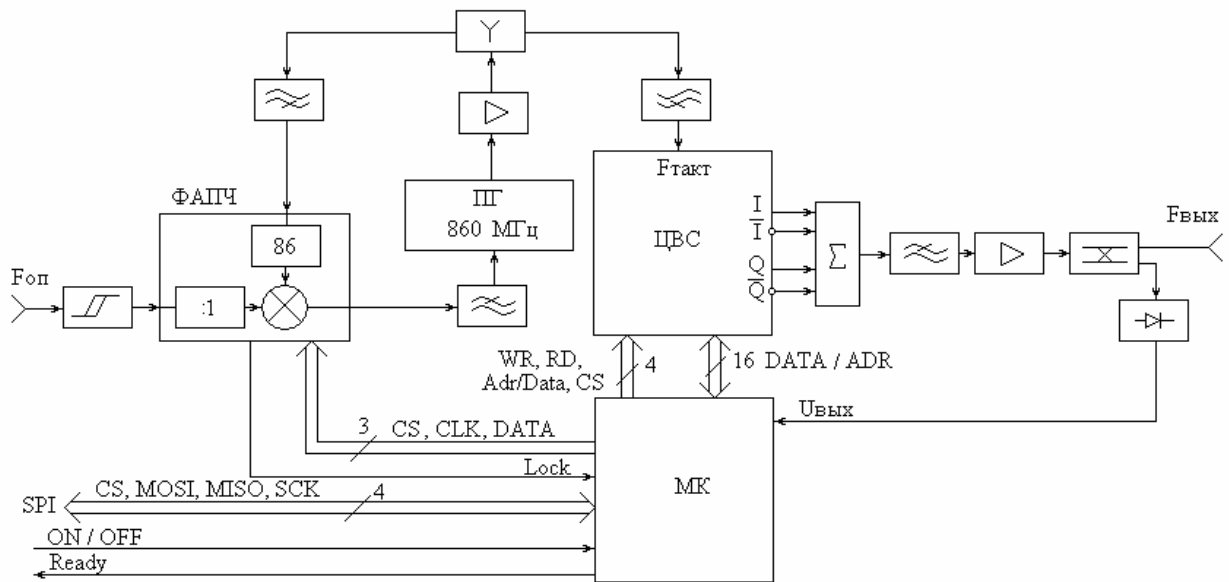 Y
Fтакт
ФАПЧ
ПГ
860 МГц
I
I
Q
Q
ЦВС
Σ
Fвых
86
Fоп
:1
WR, RD,
Adr/Data, CS
4
16 DATA / ADR
Uвых
3
CS, CLK, DATA
Lock
МК
CS, MOSI, MISO, SCK
4
SPI
ON / OFF
Ready